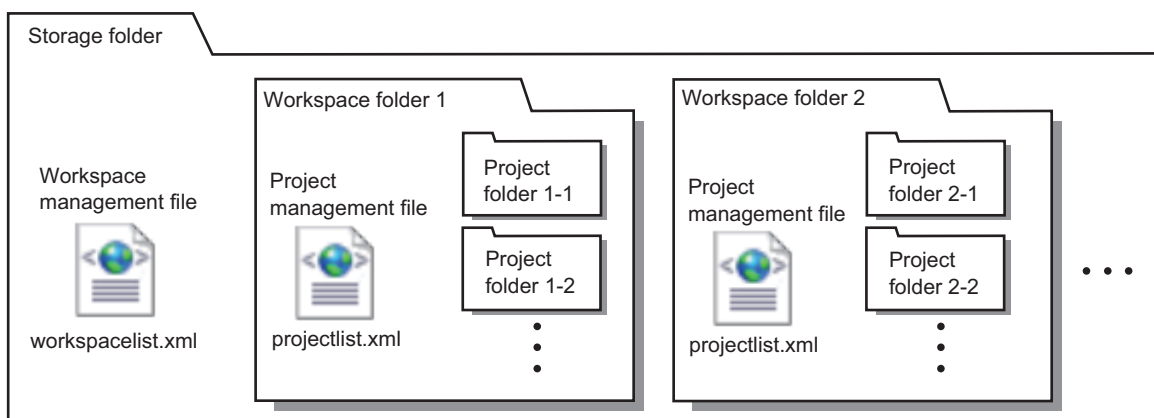 Storage folder
Workspace
management file
workspacelist.xml
Workspace folder 1
Project
management file
projectlist.xml
Project
folder 1-1
Project
folder 1-2
Workspace folder 2
Project
management file
projectlist.xml
Project
folder 2-1
Project
folder 2-2